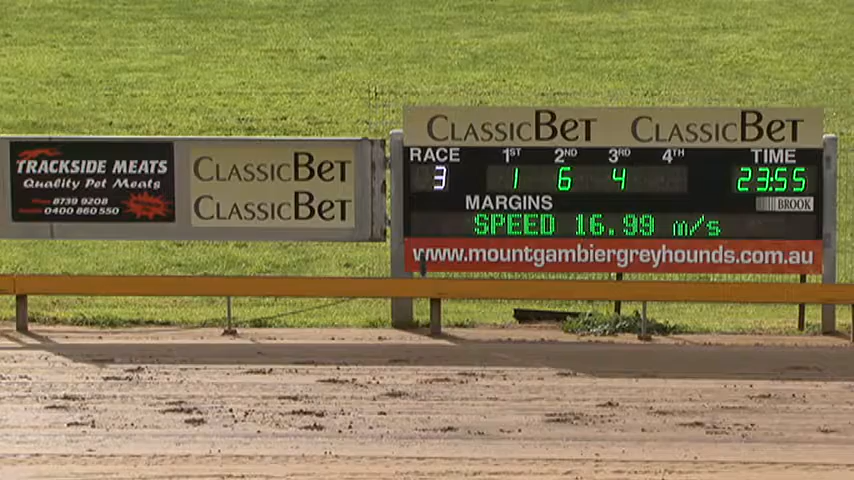 TRACKSIDE MEATS
Quality Pet Meats
8739 9208
0400 860 550
CLASSICBET
CLASSICBET
CLASSICBET CLASSICBET
RACE 1ST 2ND 3RD 4TH TIME
3 1 6 4 23.55
MARGINS BROOK
SPEED 16.99 m/s
www.mountgambiergreyhounds.com.au